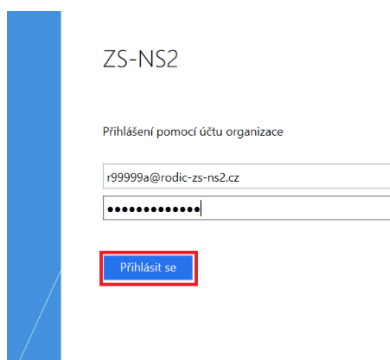 ZS-NS2
Přihlášení pomocí účtu organizace
r99999a@rodic-zs-ns2.cz
•••••••••••••
Přihlásit se